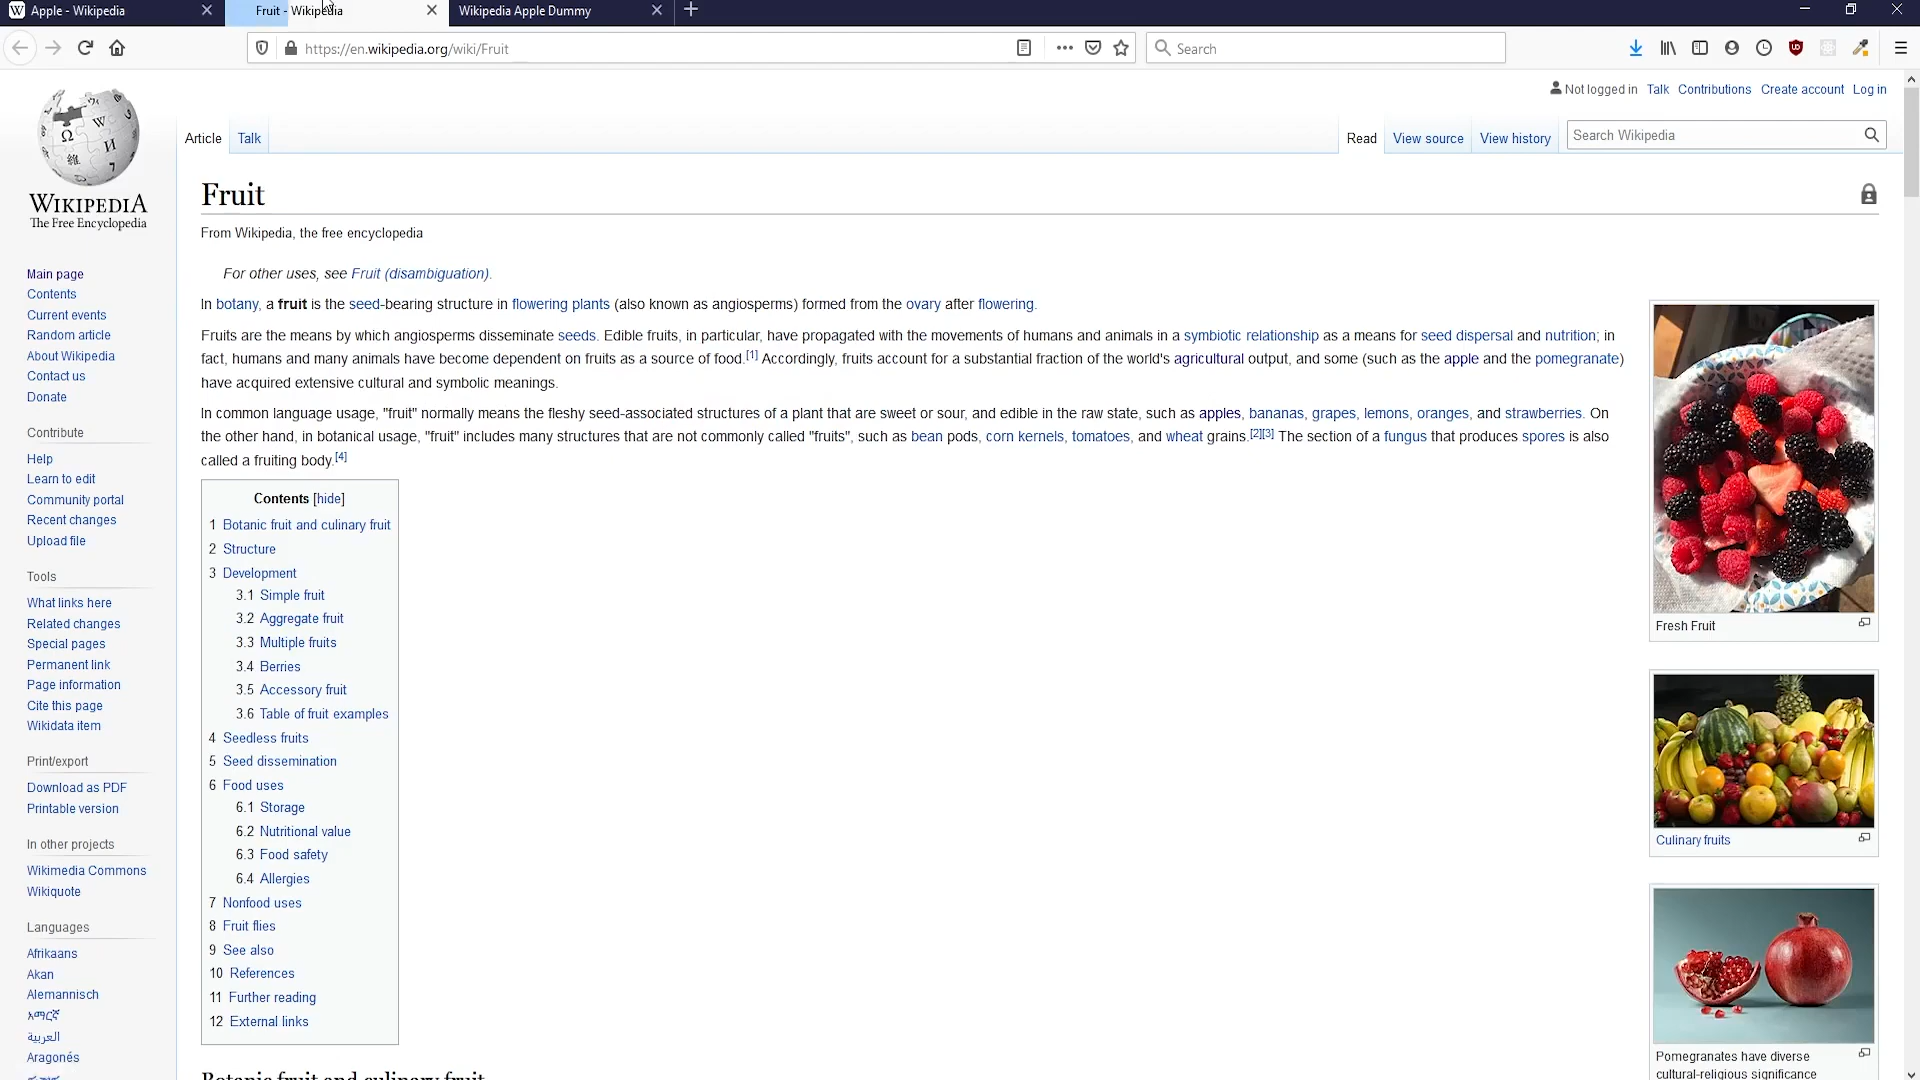 Apple - Wikipedia
Fruit - Wikipedia
Wikipedia Apple Dummy
https://en.wikipedia.org/wiki/Fruit
Search
Not logged in Talk Contributions Create account Log in
Article Talk
Read View source View history
Search Wikipedia
WIKIPEDIA
The Free Encyclopedia
Main page
Contents
Current events
Random article
About Wikipedia
Contact us
Donate
Contribute
Help
Learn to edit
Community portal
Recent changes
Upload file
Tools
What links here
Related changes
Special pages
Permanent link
Page information
Cite this page
Wikidata item
Print/export
Download as PDF
Printable version
In other projects
Wikimedia Commons
Wikiquote
Languages
Afrikaans
Akan
Alemannisch
አማርኛ
العربية
Aragonés
Fruit
From Wikipedia, the free encyclopedia
For other uses, see Fruit (disambiguation).
In botany, a fruit is the seed-bearing structure in flowering plants (also known as angiosperms) formed from the ovary after flowering.
Fruits are the means by which angiosperms disseminate seeds. Edible fruits, in particular, have propagated with the movements of humans and animals in a symbiotic relationship as a means for seed dispersal and nutrition; in
fact, humans and many animals have become dependent on fruits as a source of food.[1] Accordingly, fruits account for a substantial fraction of the world's agricultural output, and some (such as the apple and the pomegranate)
have acquired extensive cultural and symbolic meanings.
In common language usage, "fruit" normally means the fleshy seed-associated structures of a plant that are sweet or sour, and edible in the raw state, such as apples, bananas, grapes, lemons, oranges, and strawberries. On
the other hand, in botanical usage, "fruit" includes many structures that are not commonly called "fruits", such as bean pods, corn kernels, tomatoes, and wheat grains.[2][3] The section of a fungus that produces spores is also
called a fruiting body.[4]
Contents [hide]
1 Botanic fruit and culinary fruit
2 Structure
3 Development
3.1 Simple fruit
3.2 Aggregate fruit
3.3 Multiple fruits
3.4 Berries
3.5 Accessory fruit
3.6 Table of fruit examples
4 Seedless fruits
5 Seed dissemination
6 Food uses
6.1 Storage
6.2 Nutritional value
6.3 Food safety
6.4 Allergies
7 Nonfood uses
8 Fruit flies
9 See also
10 References
11 Further reading
12 External links
Botanic fruit and culinary fruit
Fresh Fruit
Culinary fruits
Pomegranates have diverse
cultural-religious significance